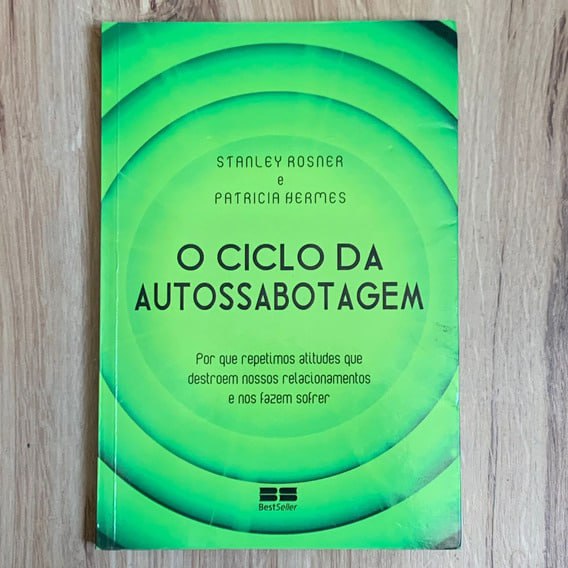 STANLEY ROSNER
e
PATRICIA HERMES
O CICLO DA
AUTOSSABOTAGEM
Por que repetimos atitudes que
destroem nossos relacionamentos
e nos fazem sofrer
BS
BestSeller